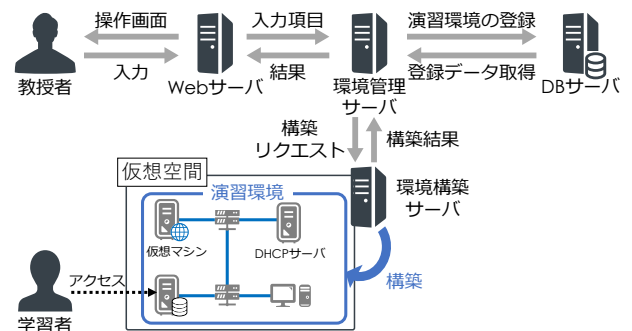 操作画面
入力
教授者
Webサーバ
入力項目
結果
環境管理
サーバ
演習環境の登録
登録データ取得
DBサーバ
構築
リクエスト
構築結果
仮想空間
演習環境
環境構築
サーバ
仮想マシン
DHCPサーバ
構築
アクセス
学習者